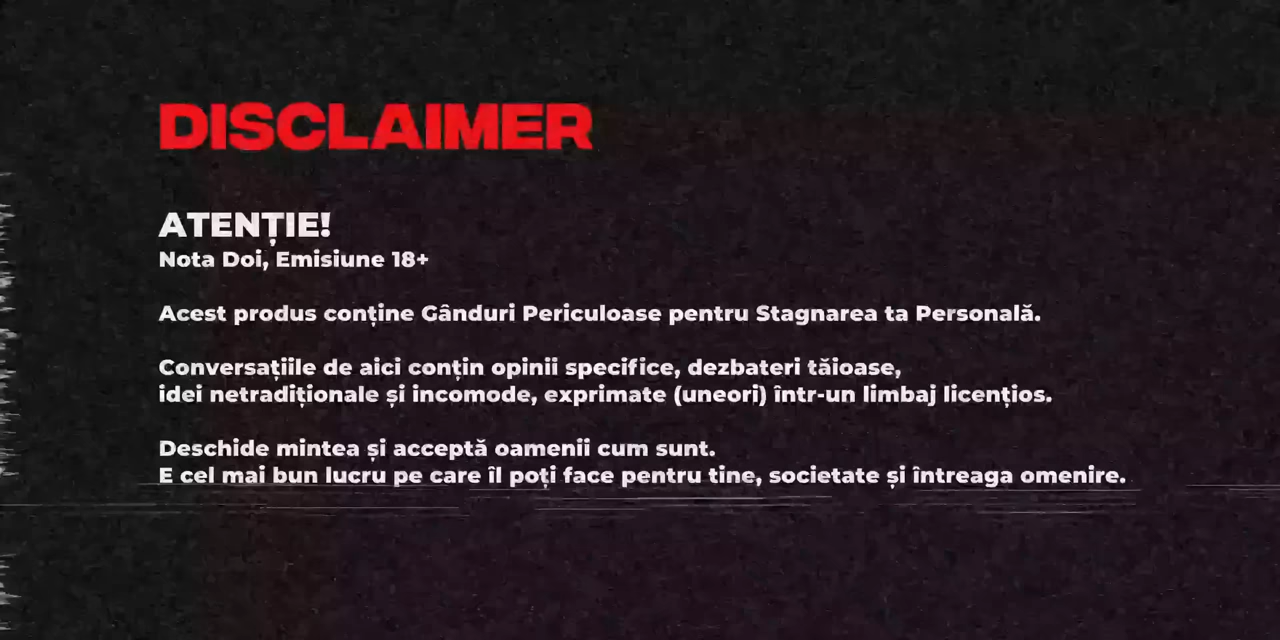 DISCLAIMER
ATENȚIE!
Nota Doi, Emisiune 18+
Acest produs conține Gânduri Periculoase pentru Stagnarea ta Personală.
Conversațiile de aici conțin opinii specifice, dezbateri tăioase,
idei netradiționale și incomode, exprimate (uneori) într-un limbaj licențios.
Deschide mintea și acceptă oamenii cum sunt.
E cel mai bun lucru pe care îl poți face pentru tine, societate și întreaga omenire.